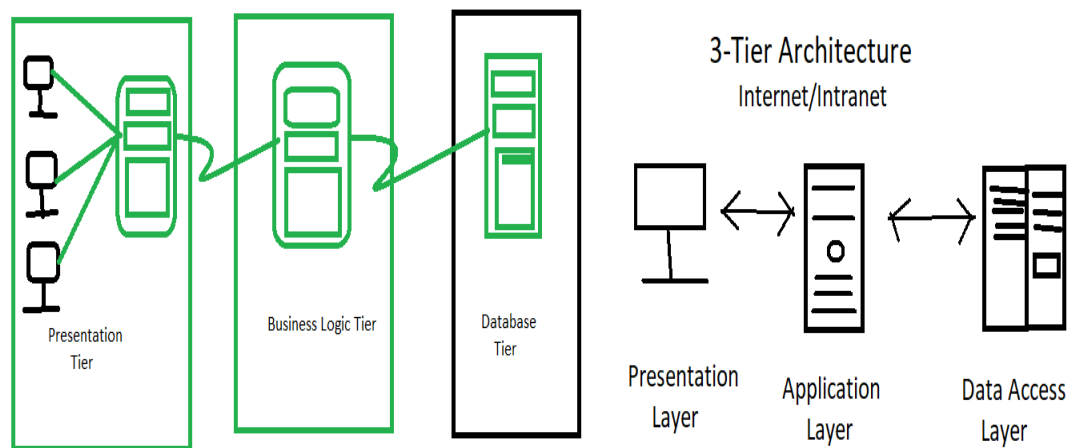 Presentation
Tier
Business Logic Tier
Database
Tier
3-Tier Architecture
Internet/Intranet
Presentation
Layer
Application
Layer
Data Access
Layer